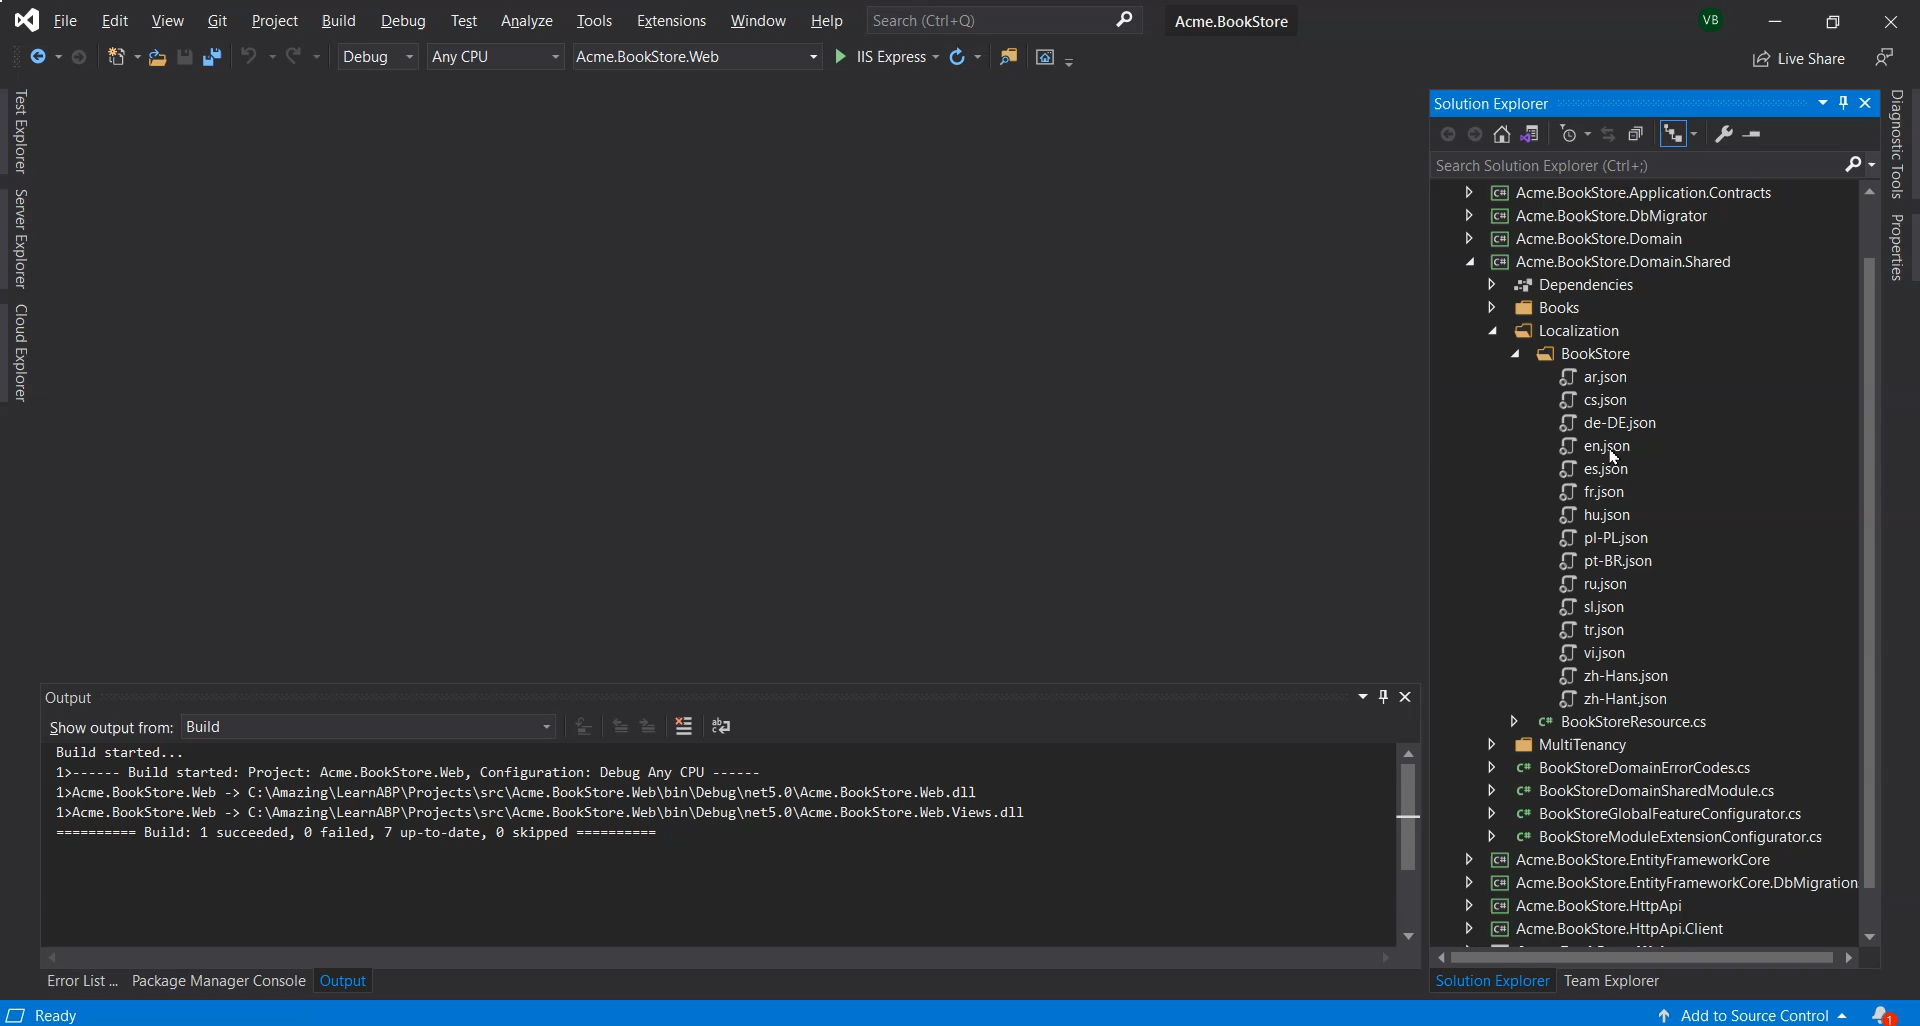 File Edit View Git Project Build Debug Test Analyze Tools Extensions Window Help Search (Ctrl+Q) Acme.BookStore VB
Debug Any CPU Acme.BookStore.Web IIS Express Live Share
Test Explorer
Server Explorer
Cloud Explorer
Solution Explorer
Search Solution Explorer (Ctrl+;)
Acme.BookStore.Application.Contracts
Acme.BookStore.DbMigrator
Acme.BookStore.Domain
Acme.BookStore.Domain.Shared
Dependencies
Books
Localization
BookStore
ar.json
cs.json
de-DE.json
en.json
es.json
fr.json
hu.json
pl-PL.json
pt-BR.json
ru.json
sl.json
tr.json
vi.json
zh-Hans.json
zh-Hant.json
C# BookStoreResource.cs
MultiTenancy
C# BookStoreDomainErrorCodes.cs
C# BookStoreDomainSharedModule.cs
C# BookStoreGlobalFeatureConfigurator.cs
C# BookStoreModuleExtensionConfigurator.cs
Acme.BookStore.EntityFrameworkCore
Acme.BookStore.EntityFrameworkCore.DbMigration
Acme.BookStore.HttpApi
Acme.BookStore.HttpApi.Client
Solution Explorer Team Explorer
Diagnostic Tools
Properties
Output
Show output from: Build
Build started...
1>------ Build started: Project: Acme.BookStore.Web, Configuration: Debug Any CPU ------
1>Acme.BookStore.Web -> C:\Amazing\LearnABP\Projects\src\Acme.BookStore.Web\bin\Debug\net5.0\Acme.BookStore.Web.dll
1>Acme.BookStore.Web -> C:\Amazing\LearnABP\Projects\src\Acme.BookStore.Web\bin\Debug\net5.0\Acme.BookStore.Web.Views.dll
========== Build: 1 succeeded, 0 failed, 7 up-to-date, 0 skipped ==========
Error List ... Package Manager Console Output
Ready Add to Source Control 1